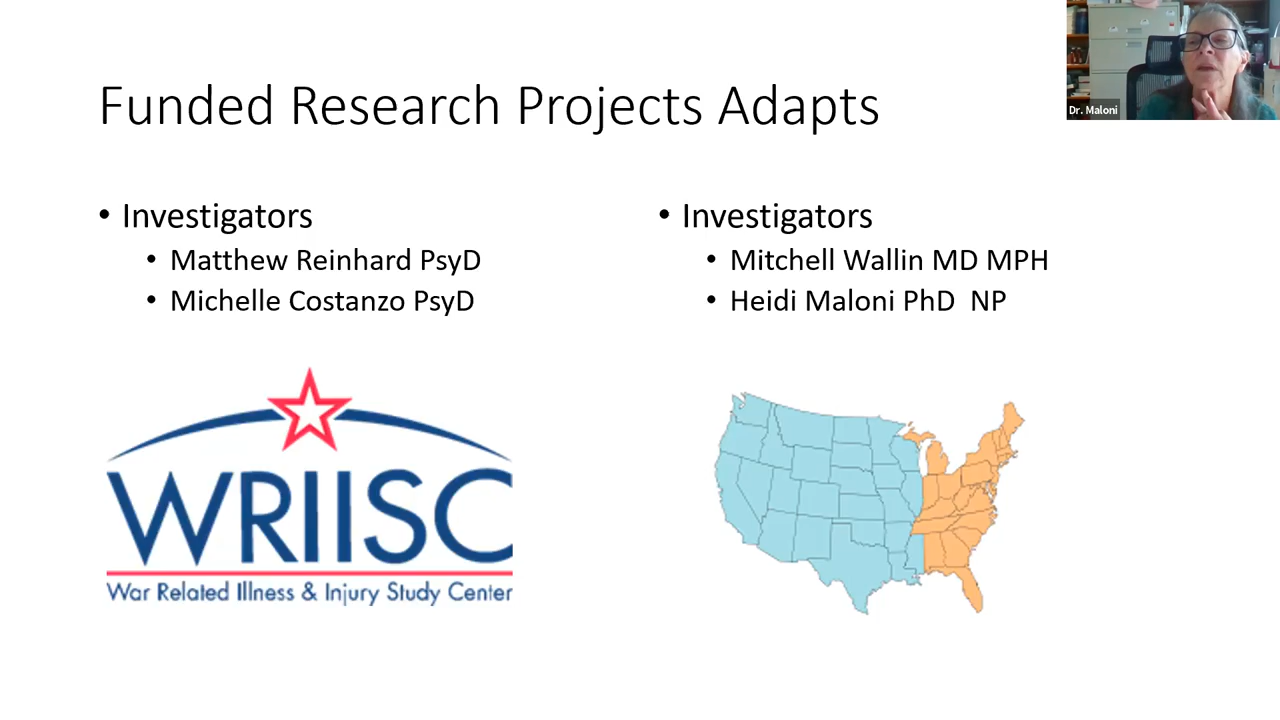 Funded Research Projects Adapts
Dr. Maloni
• Investigators
• Matthew Reinhard PsyD
• Michelle Costanzo PsyD
• Investigators
• Mitchell Wallin MD MPH
• Heidi Maloni PhD  NP
WRIISC
War Related Illness & Injury Study Center